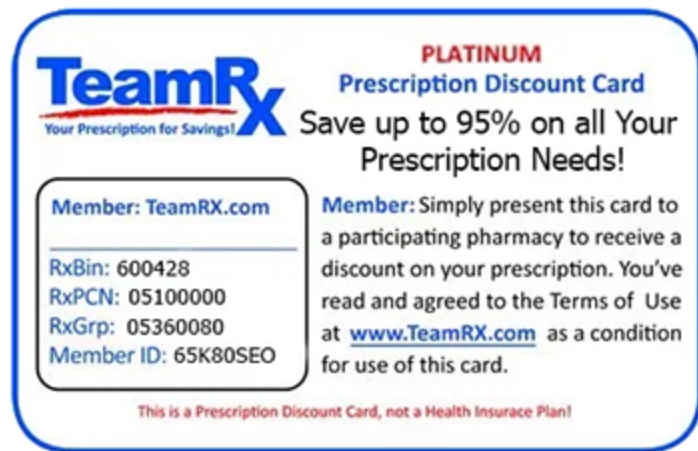 TeamRx
Your Prescription for Savings!
PLATINUM
Prescription Discount Card
Save up to 95% on all Your
Prescription Needs!
Member: TeamRX.com
RxBin: 600428
RxPCN: 05100000
RxGrp: 05360080
Member ID: 65K80SEO
Member: Simply present this card to
a participating pharmacy to receive a
discount on your prescription. You've
read and agreed to the Terms of Use
at www.TeamRX.com as a condition
for use of this card.
This is a Prescription Discount Card, not a Health Insurace Plan!